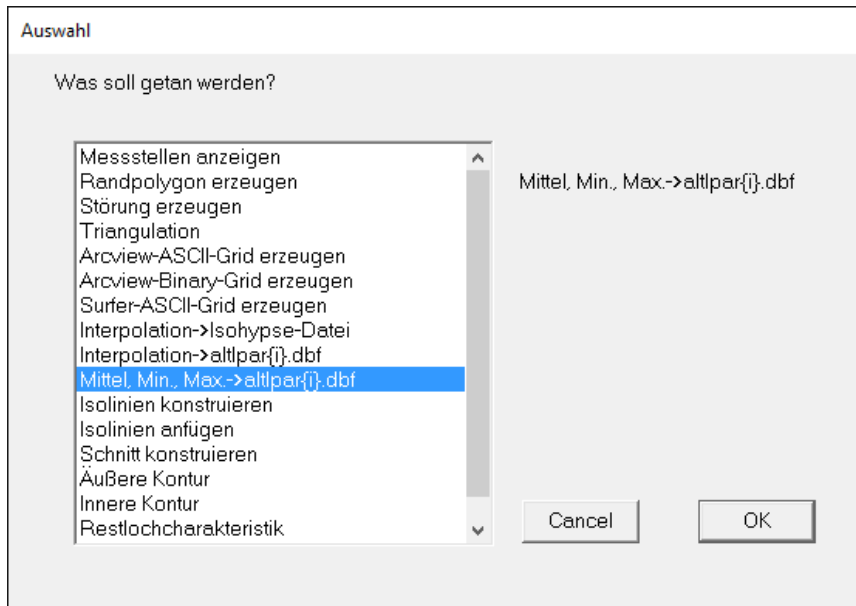 Auswahl
Was soll getan werden?
Messstellen anzeigen
Randpolygon erzeugen
Störung erzeugen
Triangulation
Arcview-ASCII-Grid erzeugen
Arcview-Binary-Grid erzeugen
Surfer-ASCII-Grid erzeugen
Interpolation->Isohypse-Datei
Interpolation->altlpar{i}.dbf
Mittel, Min., Max.->altlpar{i}.dbf
Isolinien konstruieren
Isolinien anfügen
Schnitt konstruieren
Äußere Kontur
Innere Kontur
Restlochcharakteristik
Mittel, Min., Max.->altlpar{i}.dbf
Cancel
OK